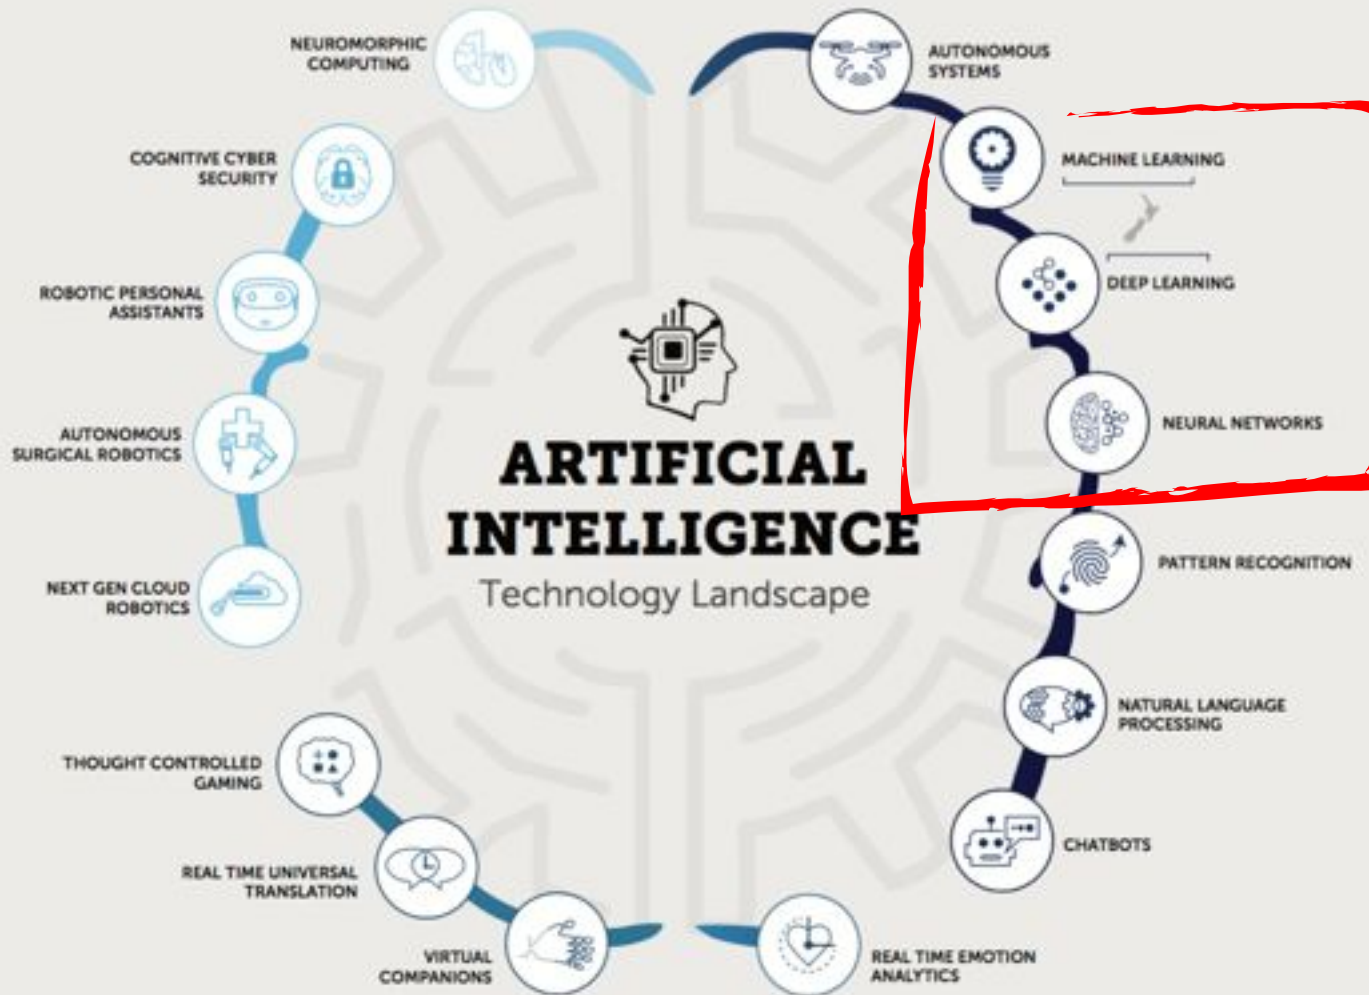 NEUROMORPHIC
COMPUTING
AUTONOMOUS
SYSTEMS
COGNITIVE CYBER
SECURITY
MACHINE LEARNING
ROBOTIC PERSONAL
ASSISTANTS
DEEP LEARNING
AUTONOMOUS
SURGICAL ROBOTICS
NEURAL NETWORKS
ARTIFICIAL
INTELLIGENCE
Technology Landscape
NEXT GEN CLOUD
ROBOTICS
PATTERN RECOGNITION
NATURAL LANGUAGE
PROCESSING
THOUGHT CONTROLLED
GAMING
CHATBOTS
REAL TIME UNIVERSAL
TRANSLATION
VIRTUAL
COMPANIONS
REAL TIME EMOTION
ANALYTICS